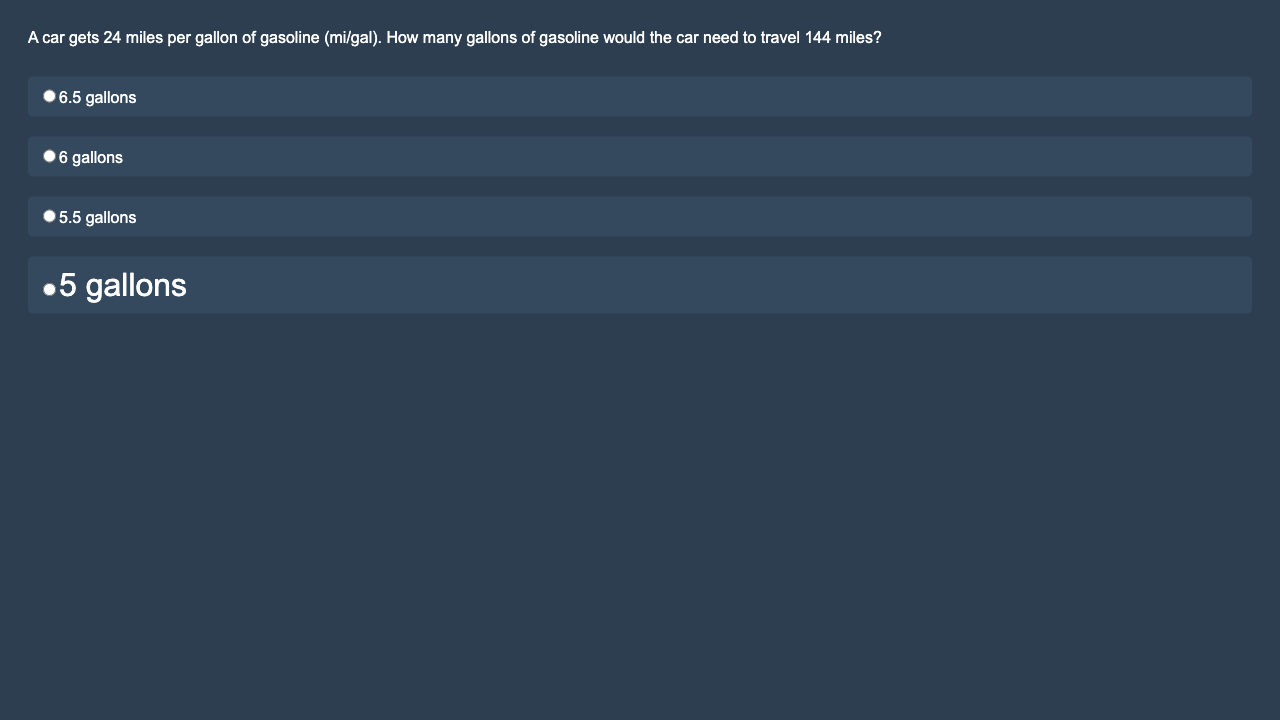 A car gets 24 miles per gallon of gasoline (mi/gal). How many gallons of gasoline would the car need to travel 144 miles?
6.5 gallons
6 gallons
5.5 gallons
5 gallons